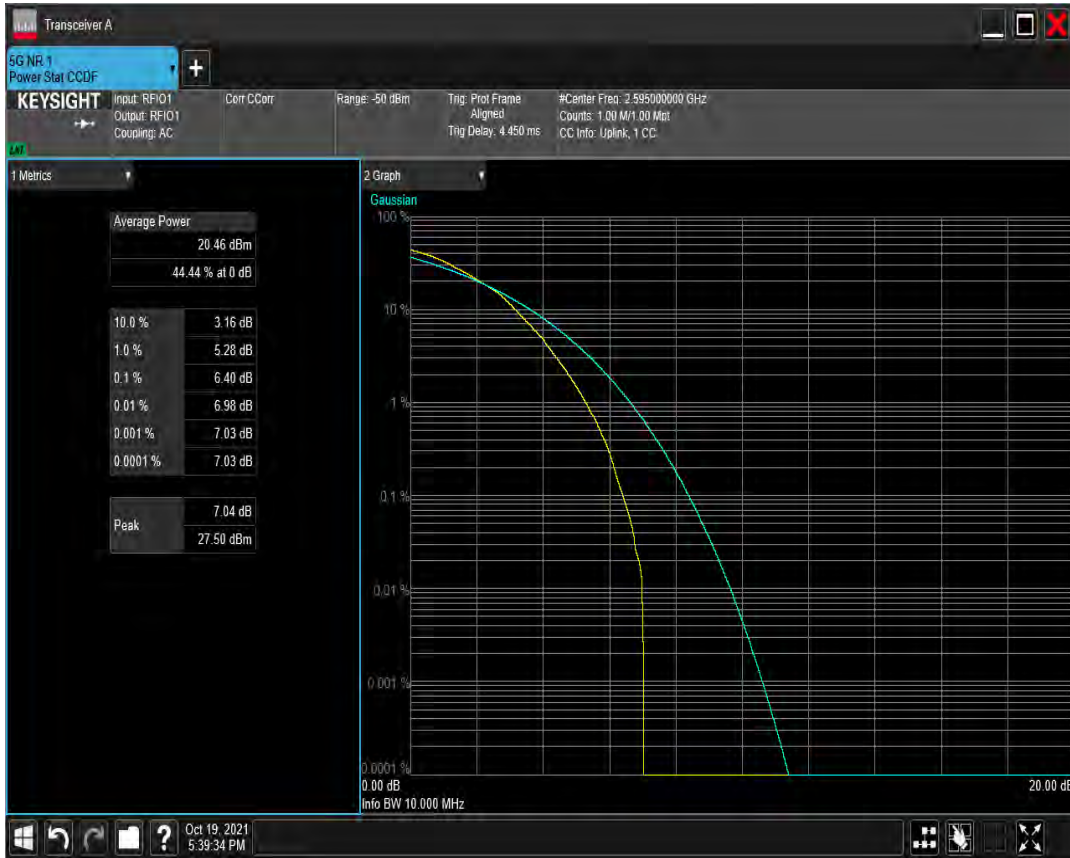 Transceiver A
5G NR 1
Power Stat CCDF
+
KEYSIGHT
Input: RFIO1
Output: RFIO1
Coupling: AC
Corr CCorr
Range: -50 dBm
Trig: Prot Frame
Aligned
Trig Delay: 4.450 ms
#Center Freq: 2.595000000 GHz
Counts: 1.00 M/1.00 Mpt
CC Info: Uplink, 1 CC
1 Metrics
Average Power
20.46 dBm
44.44 % at 0 dB
10.0 % 3.16 dB
1.0 % 5.28 dB
0.1 % 6.40 dB
0.01 % 6.98 dB
0.001 % 7.03 dB
0.0001 % 7.03 dB
Peak
7.04 dB
27.50 dBm
2 Graph
Gaussian
100 %
10 %
1 %
0.1 %
0.01 %
0.001 %
0.0001 %
0.00 dB
20.00 dB
Info BW 10.000 MHz
?
Oct 19, 2021
5:39:34 PM